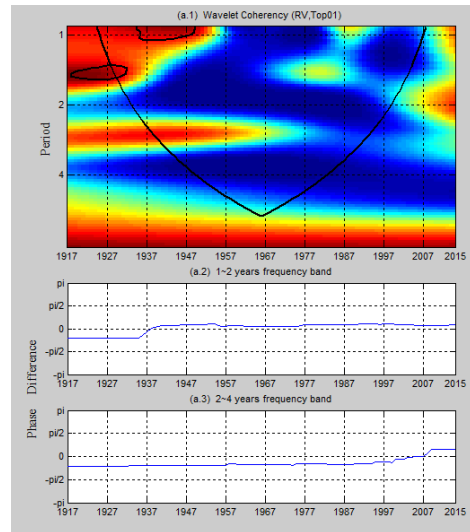 (a.1) Wavelet Coherency (RV,Top01)
1
2
4
Period
1917 1927 1937 1947 1957 1967 1977 1987 1997 2007 2015
(a.2) 1~2 years frequency band
pi
pi/2
0
-pi/2
-pi
1917 1927 1937 1947 1957 1967 1977 1987 1997 2007 2015
(a.3) 2~4 years frequency band
pi
pi/2
0
-pi/2
-pi
Phase Difference
1917 1927 1937 1947 1957 1967 1977 1987 1997 2007 2015